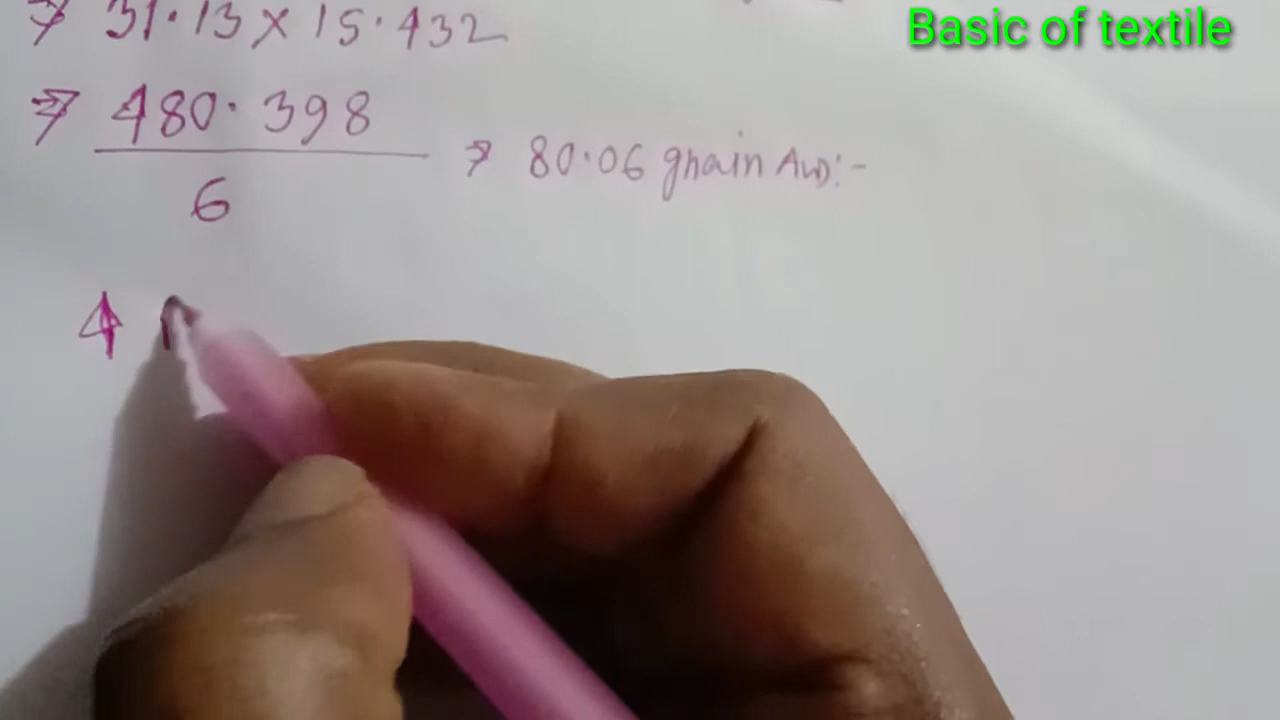 Basic of textile
⇒ 31.13 × 15.432
⇒ 480.398 / 6 ⇒ 80.06 grain Ans:-
4